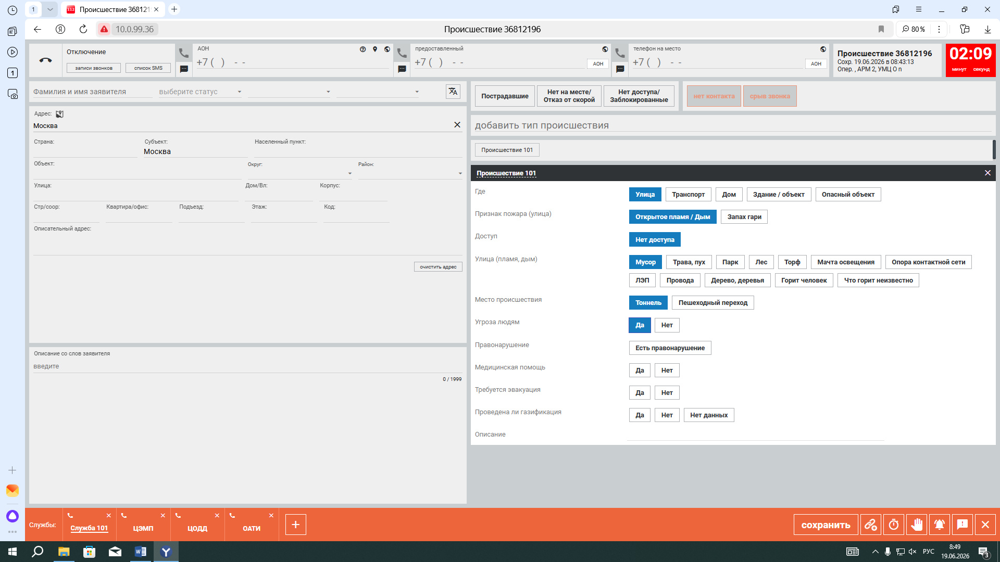 1
Происшествие 36812196
10.0.99.36
Происшествие 36812196
80 %
1
Отключение
записи звонков
список SMS
АОН
+7 (   )   - -
предоставленный
+7 (   )   - -
АОН
телефон на место
+7 (   )   - -
АОН
Происшествие 36812196
Сохр. 19.06.2026 в 08:43:13
Опер. , АРМ 2, УМЦ О п
02:09
минут секунд
Фамилия и имя заявителя
выберите статус
Адрес:
Москва
Страна:
Субъект:
Москва
Населенный пункт:
Объект:
Округ:
Район:
Улица:
Дом/Вл:
Корпус:
Стр/соор:
Квартира/офис:
Подъезд:
Этаж:
Код:
Описательный адрес:
очистить адрес
Описание со слов заявителя
введите
0 / 1999
Пострадавшие
Нет на месте/
Отказ от скорой
Нет доступа/
Заблокированные
нет контакта
срыв звонка
добавить тип происшествия
Происшествие 101
Происшествие 101
Где
Улица Транспорт Дом Здание / объект Опасный объект
Признак пожара (улица)
Открытое пламя / Дым Запах гари
Доступ
Нет доступа
Улица (пламя, дым)
Мусор Трава, пух Парк Лес Торф Мачта освещения Опора контактной сети
ЛЭП Провода Дерево, деревья Горит человек Что горит неизвестно
Место происшествия
Тоннель Пешеходный переход
Угроза людям
Да Нет
Правонарушение
Есть правонарушение
Медицинская помощь
Да Нет
Требуется эвакуация
Да Нет
Проведена ли газификация
Да Нет Нет данных
Описание
Службы:
Служба 101
ЦЭМП
ЦОДД
ОАТИ
сохранить
РУС
8:49
19.06.2026
3